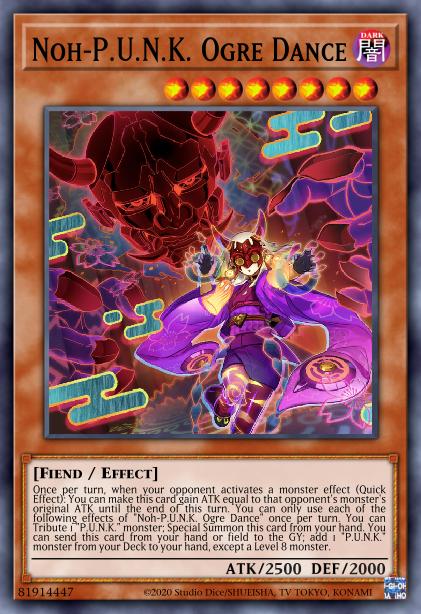 NOH-P.U.N.K. OGRE DANCE
DARK
闇
[FIEND / EFFECT]
Once per turn, when your opponent activates a monster effect (Quick
Effect): You can make this card gain ATK equal to that opponent's monster's
original ATK until the end of this turn. You can only use each of the
following effects of "Noh-P.U.N.K. Ogre Dance" once per turn. You can
Tribute 1 "P.U.N.K." monster; Special Summon this card from your hand. You
can send this card from your hand or field to the GY; add 1 "P.U.N.K."
monster from your Deck to your hand, except a Level 8 monster.
ATK/2500 DEF/2000
81914447
©2020 Studio Dice/SHUEISHA, TV TOKYO, KONAMI